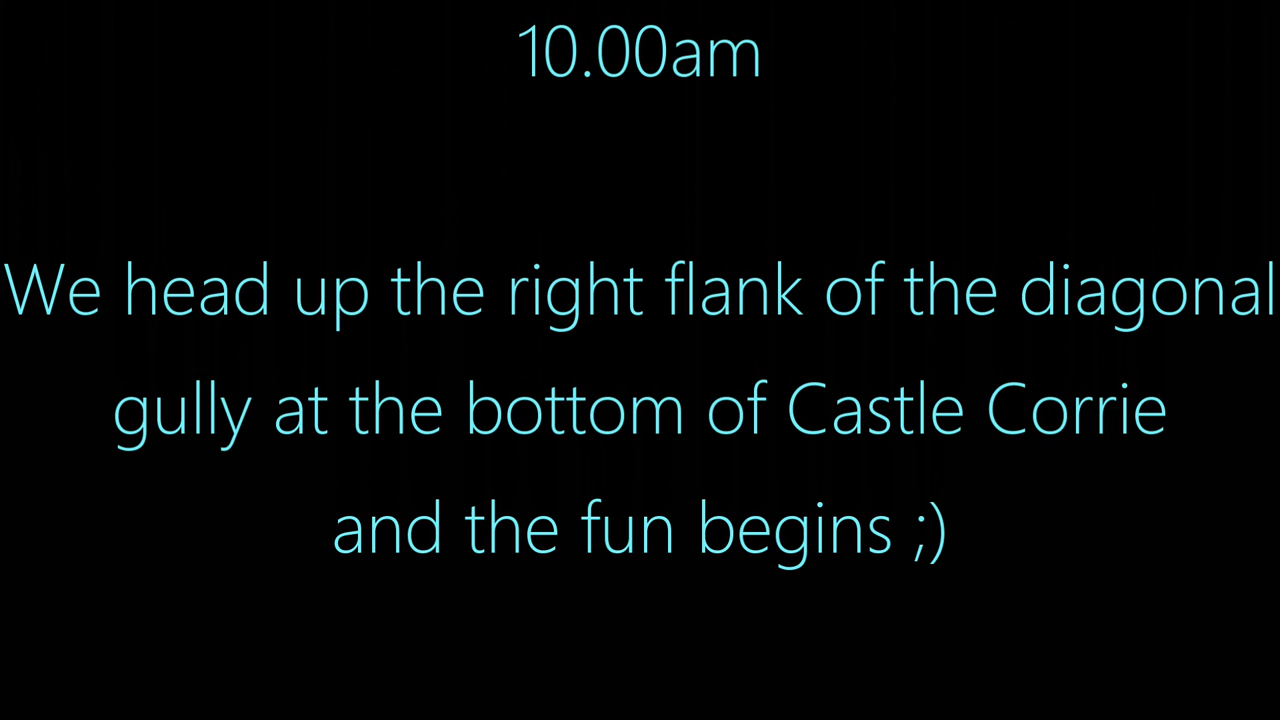 10.00am
We head up the right flank of the diagonal
gully at the bottom of Castle Corrie
and the fun begins ;)